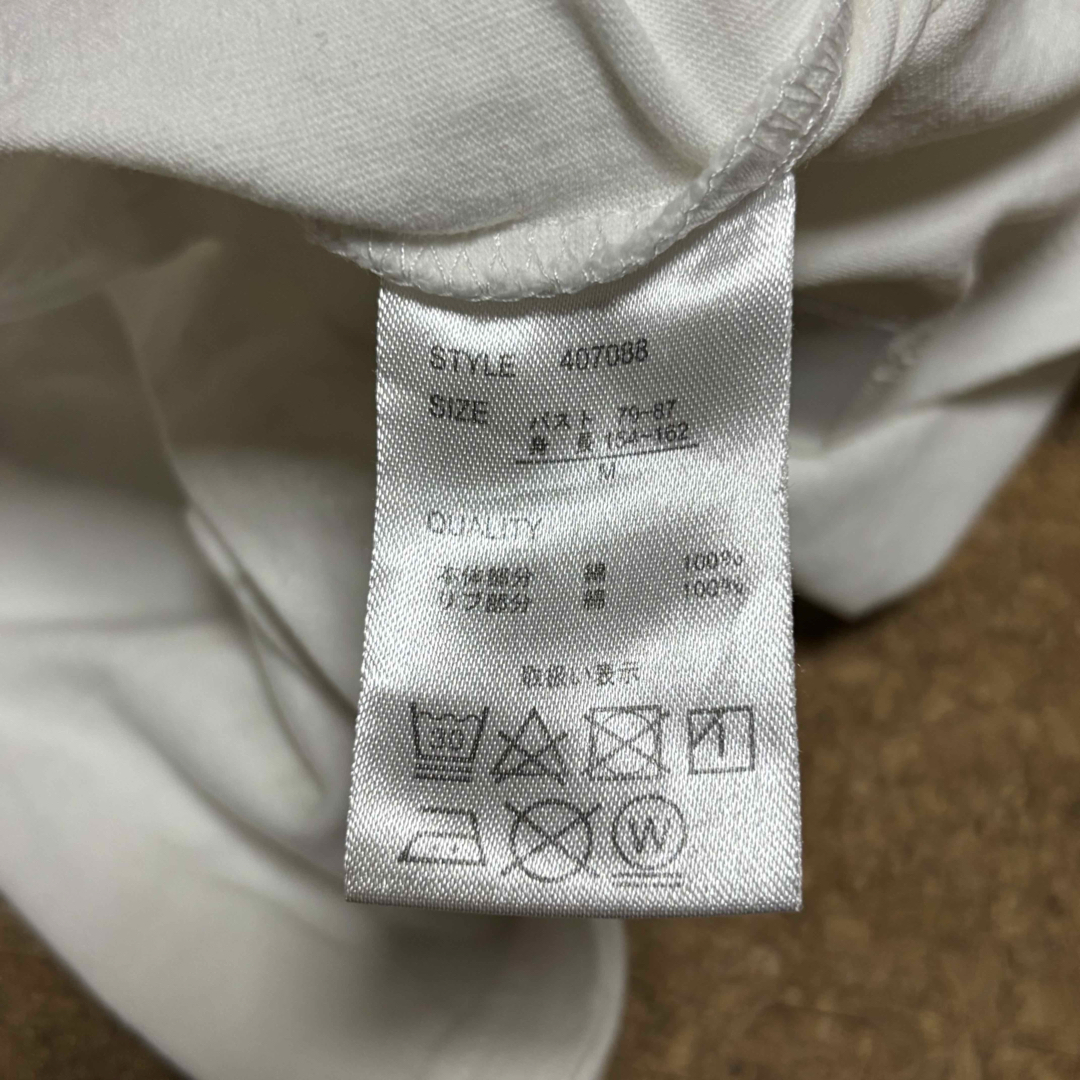 STYLE 407088
SIZE バスト 79-87
身 長 154-162
M
QUALITY
本体部分 綿 100%
リブ部分 綿 100%
取扱い表示
30
W